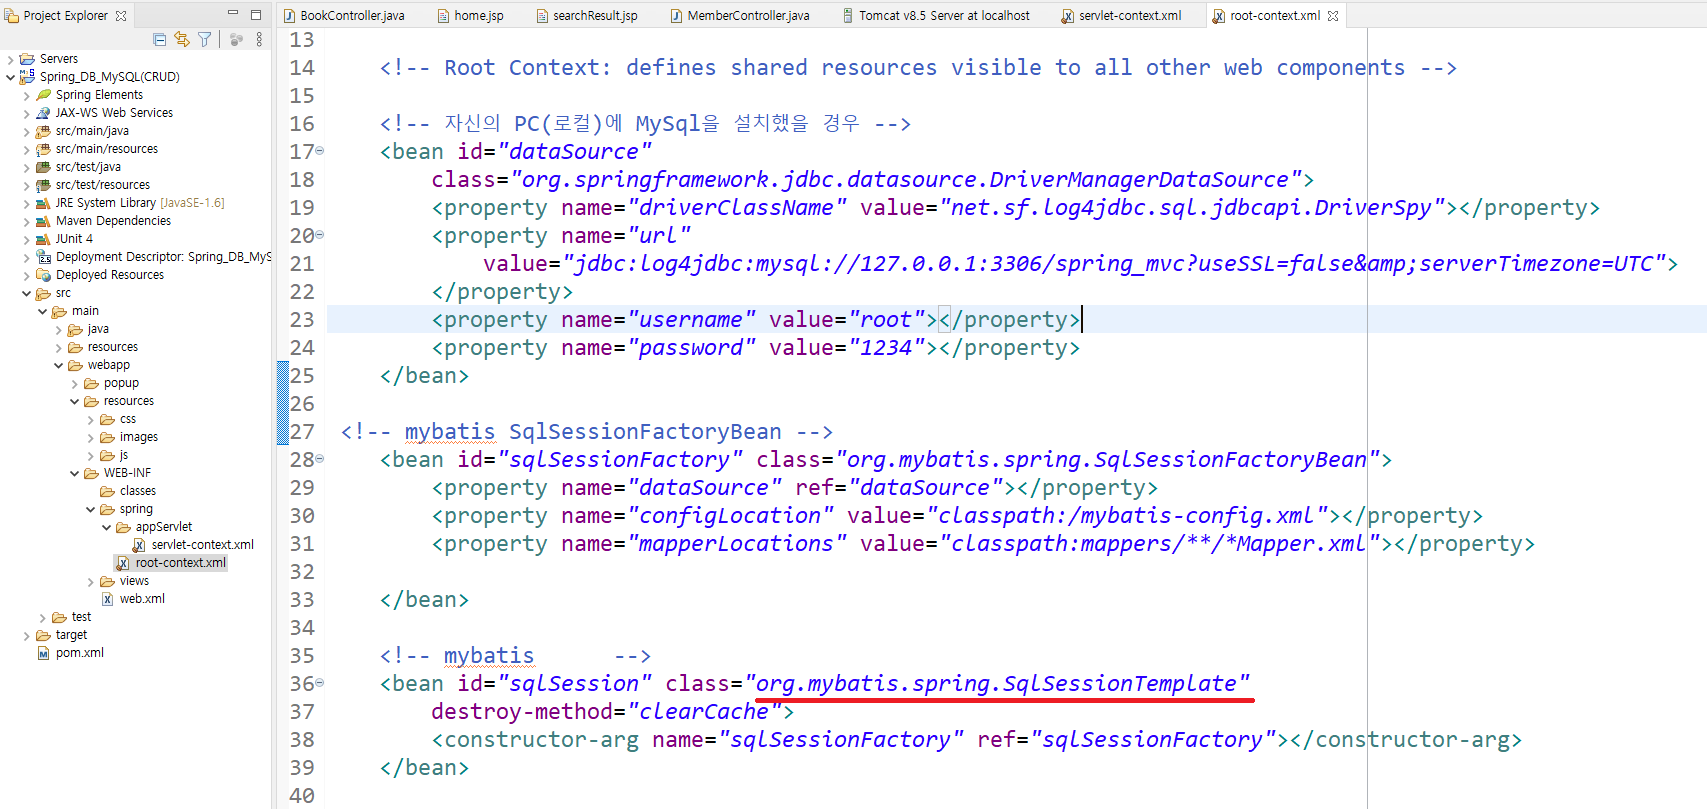 Project Explorer
Servers
Spring_DB_MySQL(CRUD)
Spring Elements
JAX-WS Web Services
src/main/java
src/main/resources
src/test/java
src/test/resources
JRE System Library [JavaSE-1.6]
Maven Dependencies
JUnit 4
Deployment Descriptor: Spring_DB_MyS
Deployed Resources
src
main
java
resources
webapp
popup
resources
css
images
js
WEB-INF
classes
spring
appServlet
servlet-context.xml
root-context.xml
views
web.xml
test
target
pom.xml
BookController.java home.jsp searchResult.jsp MemberController.java Tomcat v8.5 Server at localhost servlet-context.xml root-context.xml
13
14 <!-- Root Context: defines shared resources visible to all other web components -->
15
16 <!-- 자신의 PC(로컬)에 MySql을 설치했을 경우 -->
17 <bean id="dataSource"
18 class="org.springframework.jdbc.datasource.DriverManagerDataSource">
19 <property name="driverClassName" value="net.sf.log4jdbc.sql.jdbcapi.DriverSpy"></property>
20 <property name="url"
21 value="jdbc:log4jdbc:mysql://127.0.0.1:3306/spring_mvc?useSSL=false&amp;serverTimezone=UTC">
22 </property>
23 <property name="username" value="root"></property>
24 <property name="password" value="1234"></property>
25 </bean>
26
27 <!-- mybatis SqlSessionFactoryBean -->
28 <bean id="sqlSessionFactory" class="org.mybatis.spring.SqlSessionFactoryBean">
29 <property name="dataSource" ref="dataSource"></property>
30 <property name="configLocation" value="classpath:/mybatis-config.xml"></property>
31 <property name="mapperLocations" value="classpath:mappers/**/*Mapper.xml"></property>
32
33 </bean>
34
35 <!-- mybatis -->
36 <bean id="sqlSession" class="org.mybatis.spring.SqlSessionTemplate"
37 destroy-method="clearCache">
38 <constructor-arg name="sqlSessionFactory" ref="sqlSessionFactory"></constructor-arg>
39 </bean>
40